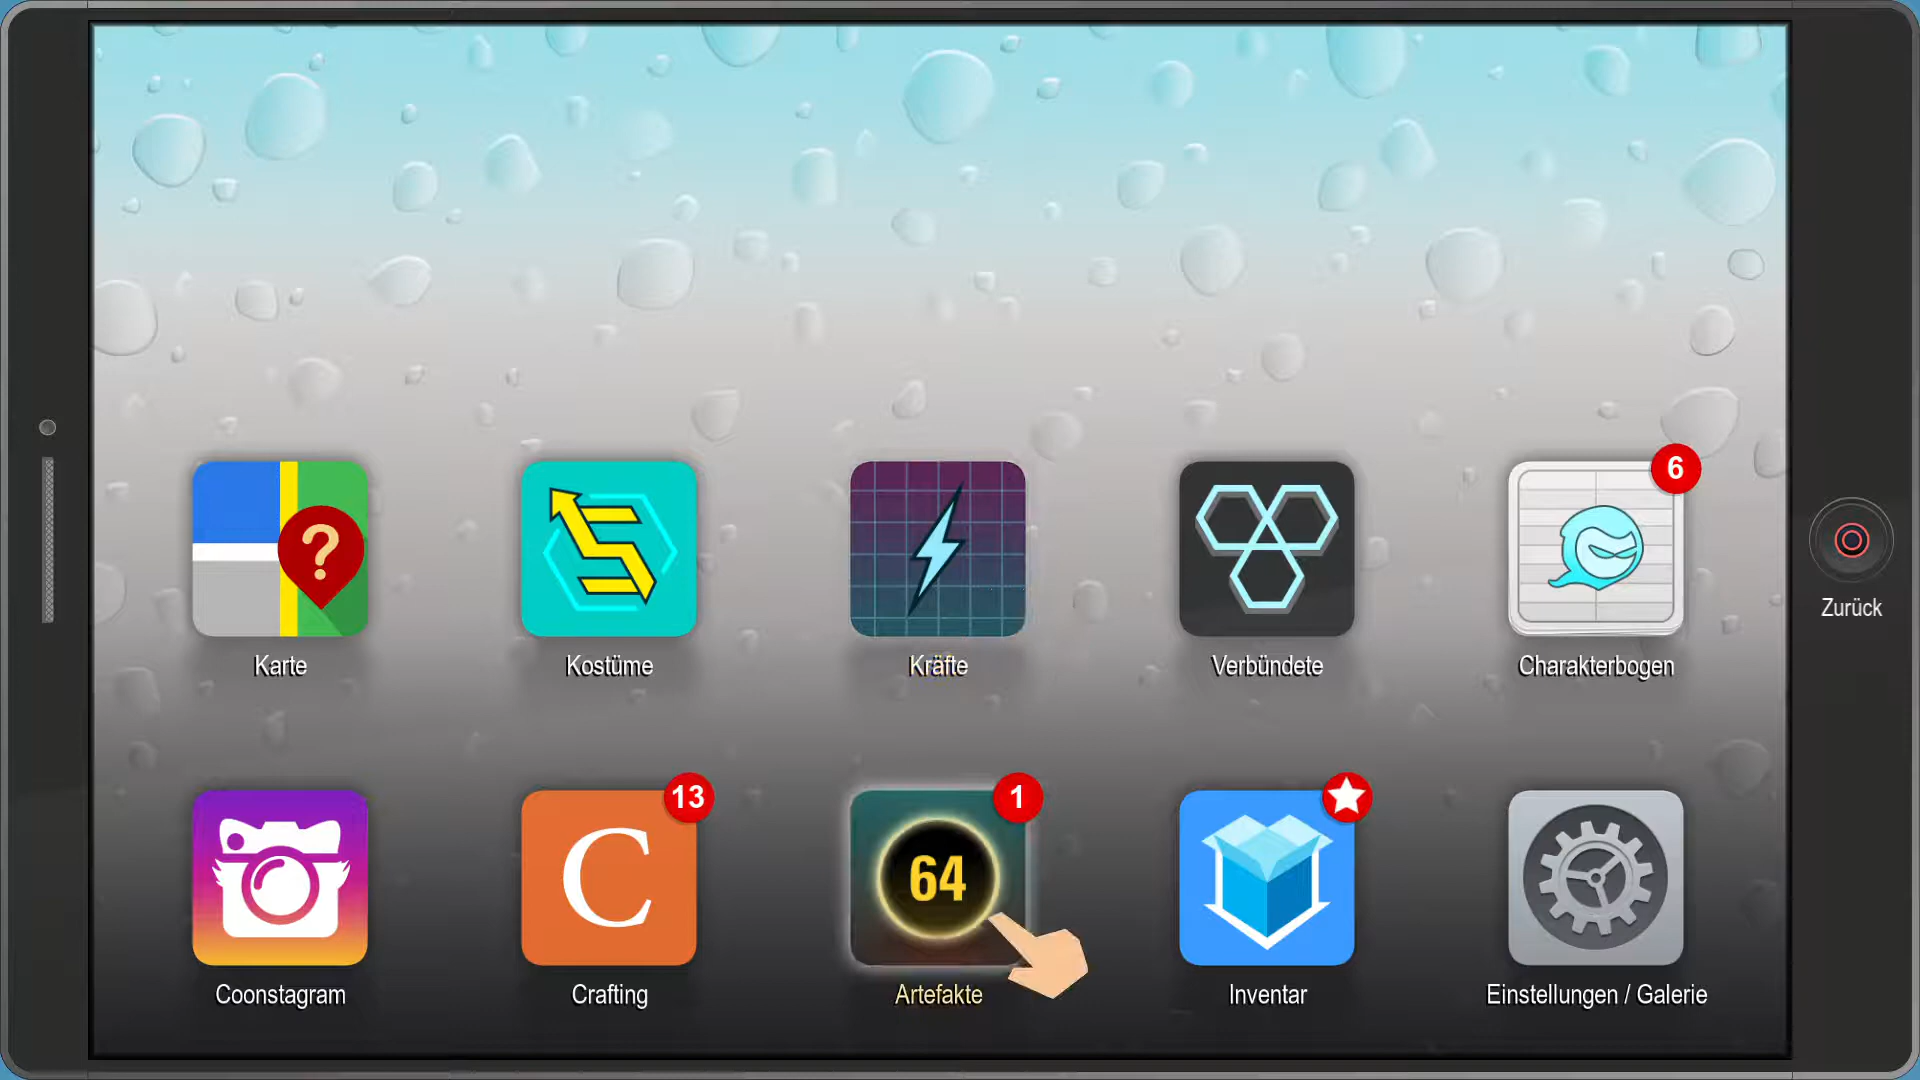 ?
6
Karte
Kostüme
Kräfte
Verbündete
Charakterbogen
Zurück
C
13
64
1
Coonstagram
Crafting
Artefakte
Inventar
Einstellungen / Galerie